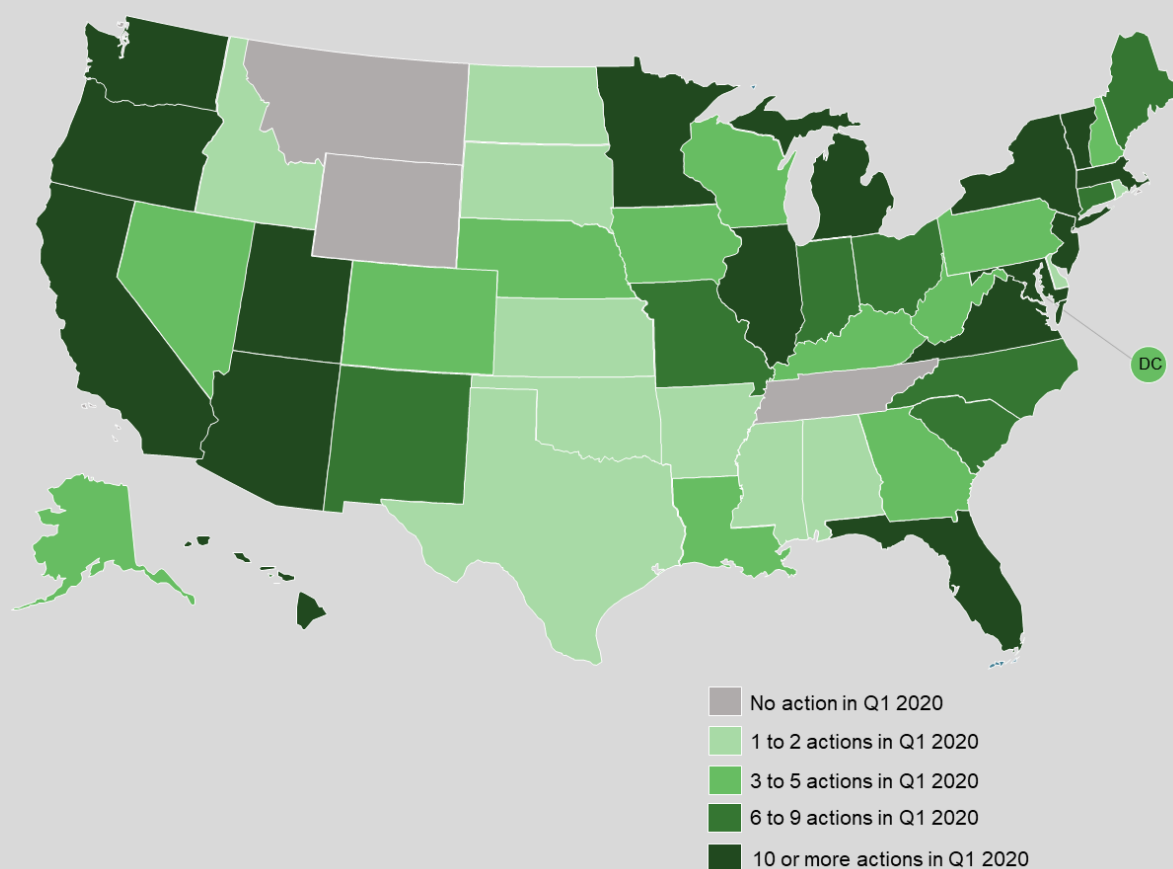 DC
No action in Q1 2020
1 to 2 actions in Q1 2020
3 to 5 actions in Q1 2020
6 to 9 actions in Q1 2020
10 or more actions in Q1 2020